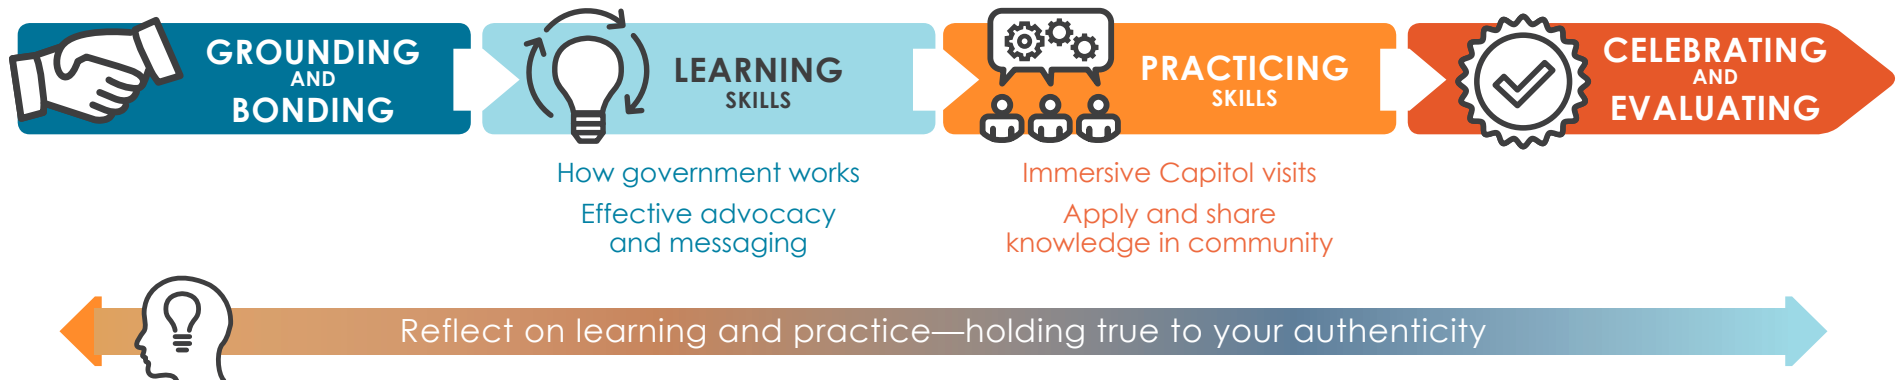 GROUNDING
AND
BONDING
LEARNING
SKILLS
PRACTICING
SKILLS
CELEBRATING
AND
EVALUATING
How government works
Effective advocacy
and messaging
Immersive Capitol visits
Apply and share
knowledge in community
Reflect on learning and practice—holding true to your authenticity